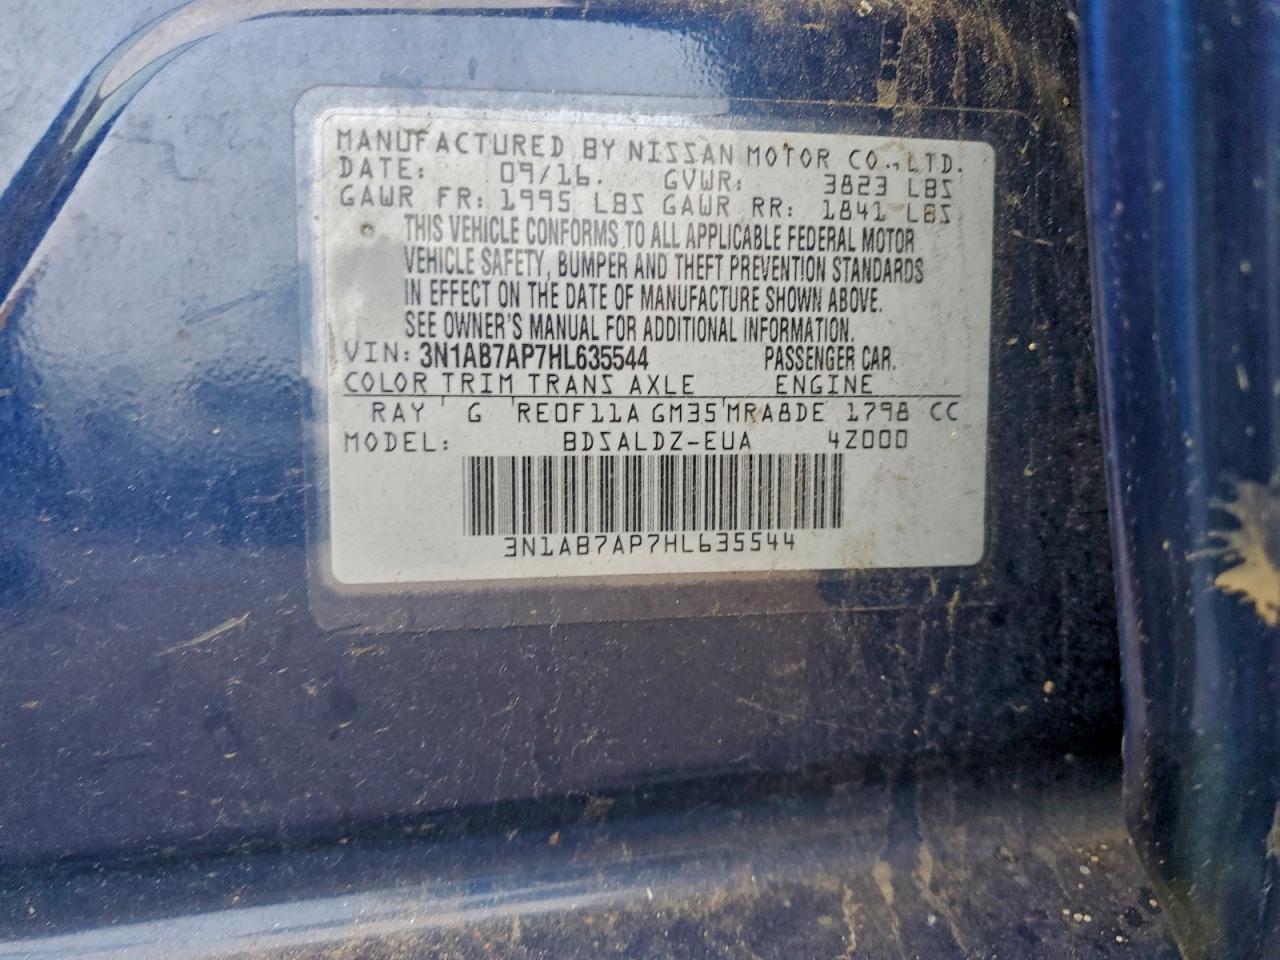 MANUFACTURED BY NISSAN MOTOR CO., LTD.
DATE: 09/16. GVWR: 3823 LBS
GAWR FR: 1995 LBS GAWR RR: 1841 LBS
THIS VEHICLE CONFORMS TO ALL APPLICABLE FEDERAL MOTOR
VEHICLE SAFETY, BUMPER AND THEFT PREVENTION STANDARDS
IN EFFECT ON THE DATE OF MANUFACTURE SHOWN ABOVE.
SEE OWNER'S MANUAL FOR ADDITIONAL INFORMATION.
VIN: 3N1AB7AP7HL635544 PASSENGER CAR.
COLOR TRIM TRANS AXLE ENGINE
RAY G RE0F11A GM35 MRA8DE 1798 CC
MODEL: BDSALDZ-EUA 4Z000
3N1AB7AP7HL635544